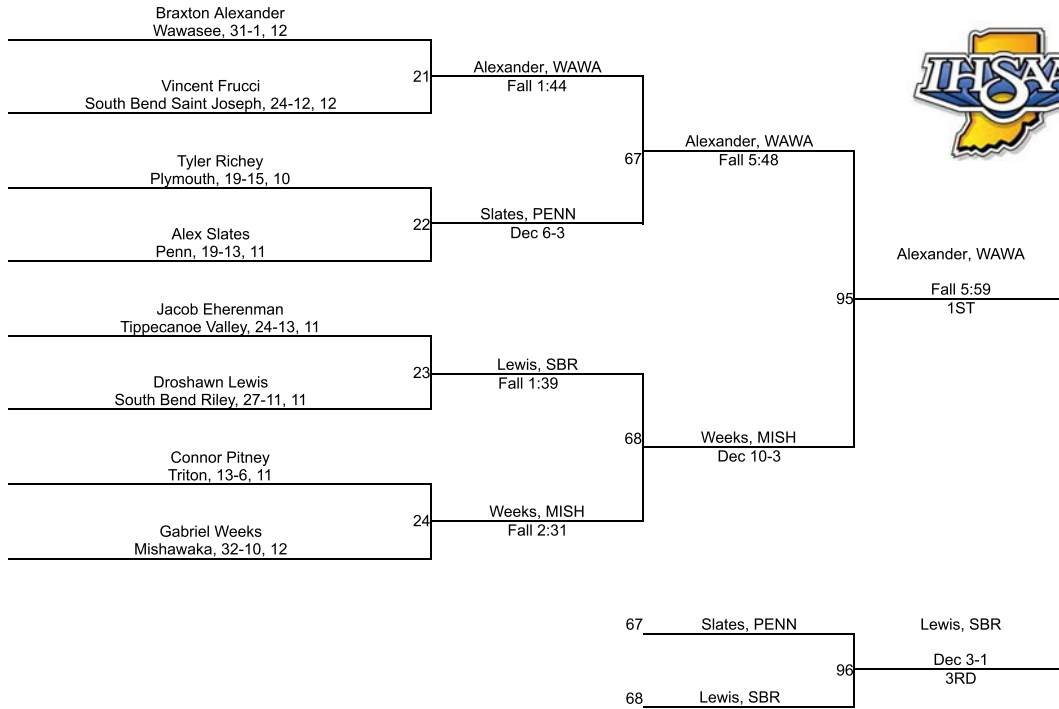 Braxton Alexander
Wawasee, 31-1, 12
21
Vincent Frucci
South Bend Saint Joseph, 24-12, 12
Alexander, WAWA
Fall 1:44
Tyler Richey
Plymouth, 19-15, 10
22
Alex Slates
Penn, 19-13, 11
Slates, PENN
Dec 6-3
67
Alexander, WAWA
Fall 5:48
Jacob Eherenman
Tippecanoe Valley, 24-13, 11
23
Droshawn Lewis
South Bend Riley, 27-11, 11
Lewis, SBR
Fall 1:39
Connor Pitney
Triton, 13-6, 11
24
Gabriel Weeks
Mishawaka, 32-10, 12
Weeks, MISH
Fall 2:31
68
Weeks, MISH
Dec 10-3
95
Alexander, WAWA
Fall 5:59
1ST
IHSAA
67
Slates, PENN
68
Lewis, SBR
96
Lewis, SBR
Dec 3-1
3RD